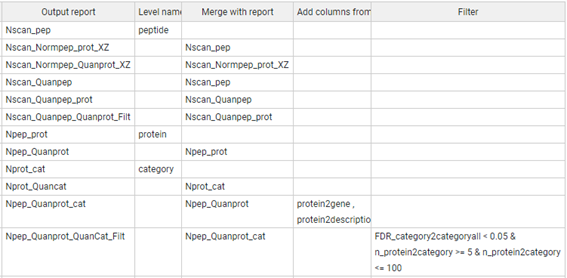 Output report Level name Merge with report Add columns from Filter
Nscan_pep peptide
Nscan_Normpep_prot_XZ Nscan_pep
Nscan_Normpep_Quanprot_XZ Nscan_Normpep_prot_XZ
Nscan_Quanpep Nscan_pep
Nscan_Quanpep_prot Nscan_Quanpep
Nscan_Quanpep_Quanprot_Filt Nscan_Quanpep_prot
Npep_prot protein
Npep_Quanprot Npep_prot
Nprot_cat category
Nprot_Quancat Nprot_cat
Npep_Quanprot_cat Npep_Quanprot protein2gene ,
protein2descriptio
Npep_Quanprot_QuanCat_Filt Npep_Quanprot_cat FDR_category2categoryall < 0.05 &
n_protein2category >= 5 & n_protein2category
<= 100